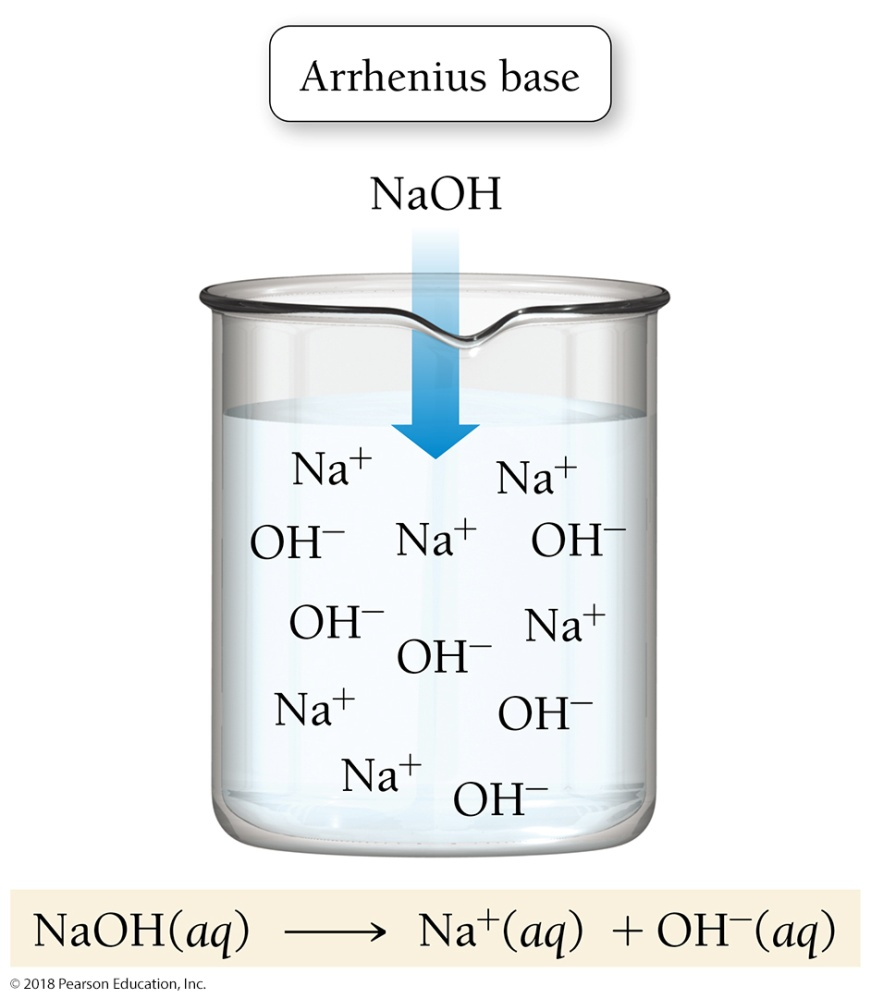 Arrhenius base
NaOH
Na⁺ Na⁺
OH⁻ Na⁺ OH⁻
OH⁻ Na⁺
OH⁻
Na⁺ OH⁻
Na⁺
OH⁻
NaOH(aq) ⟶ Na⁺(aq) + OH⁻(aq)
© 2018 Pearson Education, Inc.